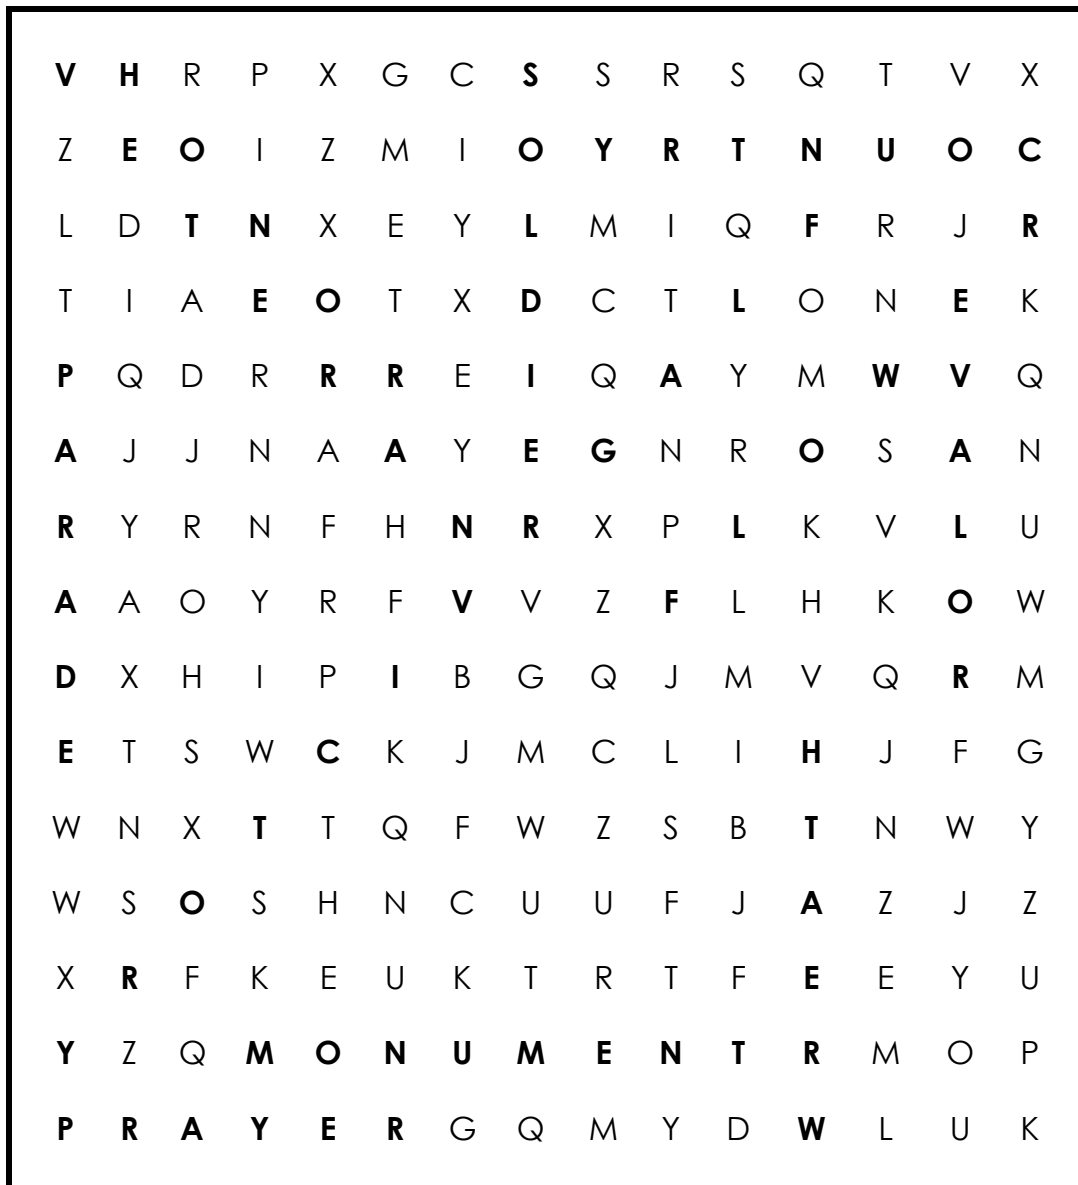 V H R P X G C S S R S Q T V X
Z E O I Z M I O Y R T N U O C
L D T N X E Y L M I Q F R J R
T I A E O T X D C T L O N E K
P Q D R R R E I Q A Y M W V Q
A J J N A A Y E G N R O S A N
R Y R N F H N R X P L K V L U
A A O Y R F V V Z F L H K O W
D X H I P I B G Q J M V Q R M
E T S W C K J M C L I H J F G
W N X T T Q F W Z S B T N W Y
W S O S H N C U U F J A Z J Z
X R F K E U K T R T F E E Y U
Y Z Q M O N U M E N T R M O P
P R A Y E R G Q M Y D W L U K